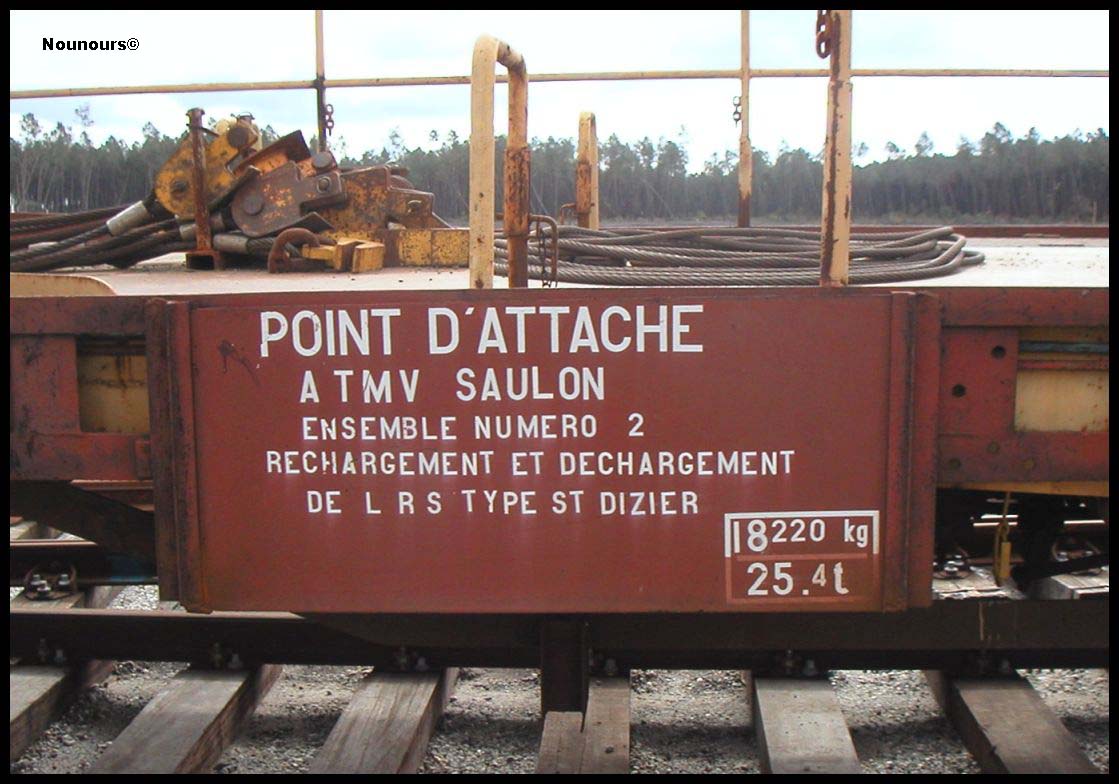 Nounours©
POINT D'ATTACHE
A T M V SAULON
ENSEMBLE NUMERO 2
RECHARGEMENT ET DECHARGEMENT
DE L R S TYPE ST DIZIER
18220 kg
25.4t